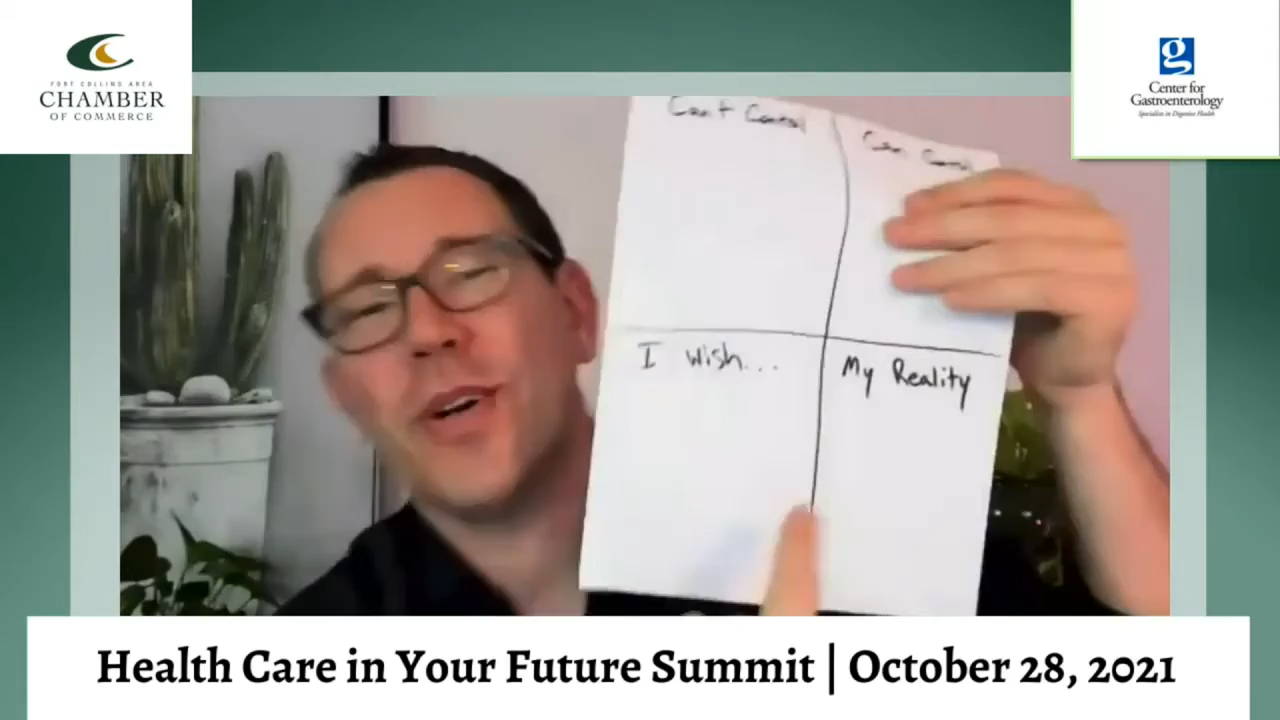 FORT COLLINS AREA
CHAMBER
OF COMMERCE
g
Center for
Gastroenterology
Specialists in Digestive Health
Can't Control
Can Control
I wish...
My Reality
Health Care in Your Future Summit | October 28, 2021